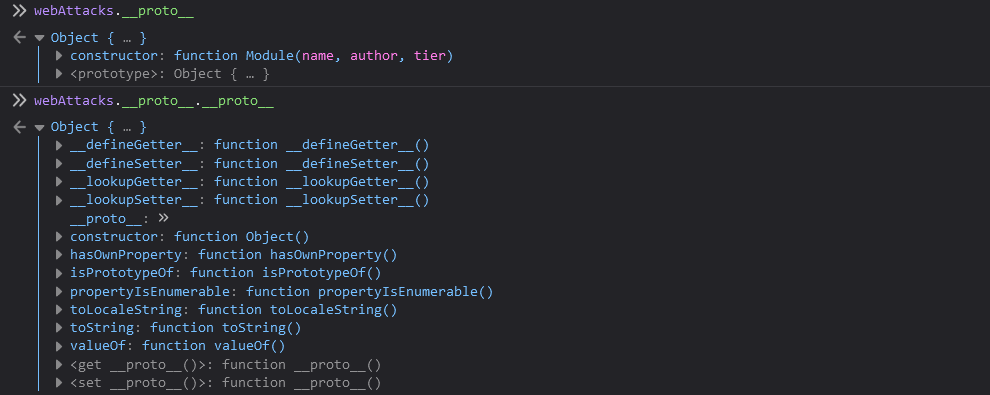 webAttacks.__proto__
Object { … }
constructor: function Module(name, author, tier)
<prototype>: Object { … }
webAttacks.__proto__.__proto__
Object { … }
__defineGetter__: function __defineGetter__()
__defineSetter__: function __defineSetter__()
__lookupGetter__: function __lookupGetter__()
__lookupSetter__: function __lookupSetter__()
__proto__: »
constructor: function Object()
hasOwnProperty: function hasOwnProperty()
isPrototypeOf: function isPrototypeOf()
propertyIsEnumerable: function propertyIsEnumerable()
toLocaleString: function toLocaleString()
toString: function toString()
valueOf: function valueOf()
<get __proto__()>: function __proto__()
<set __proto__()>: function __proto__()